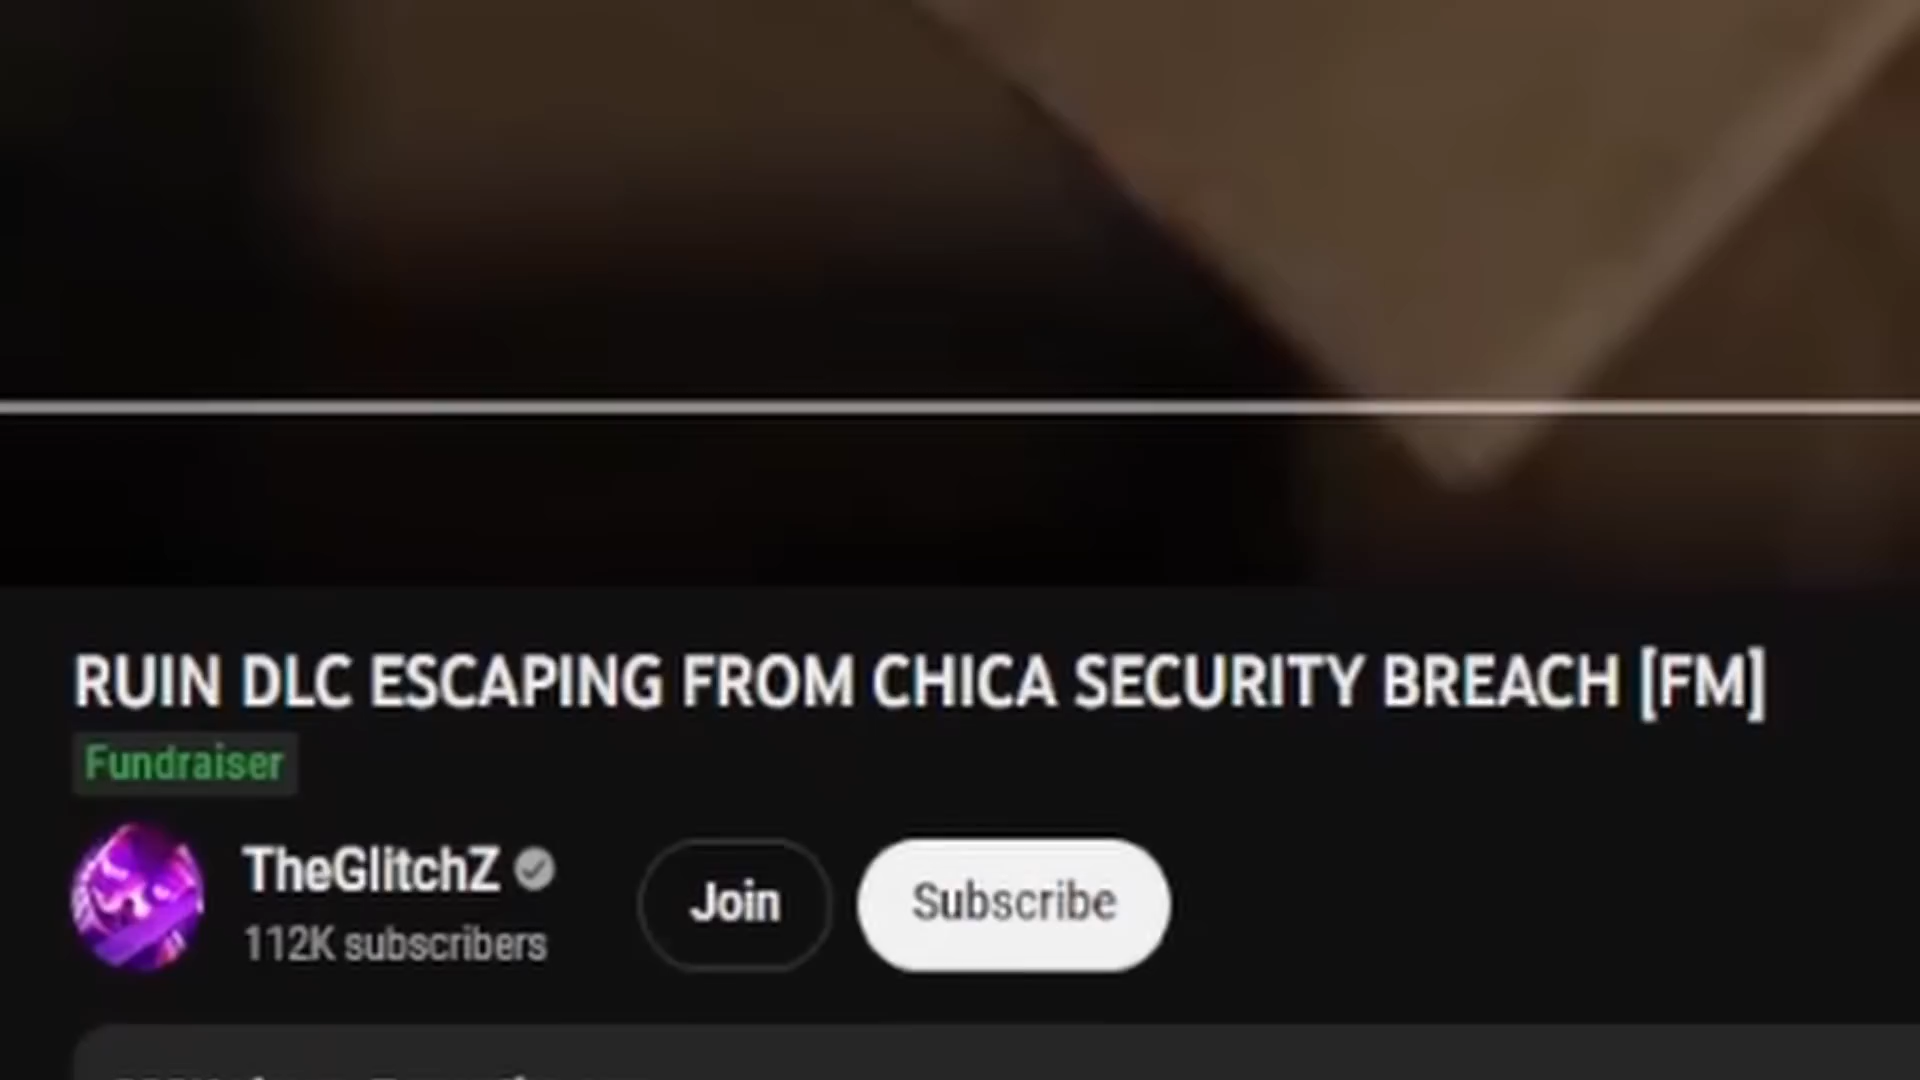 RUIN DLC ESCAPING FROM CHICA SECURITY BREACH [FM]
Fundraiser
TheGlitchZ
112K subscribers
Join
Subscribe